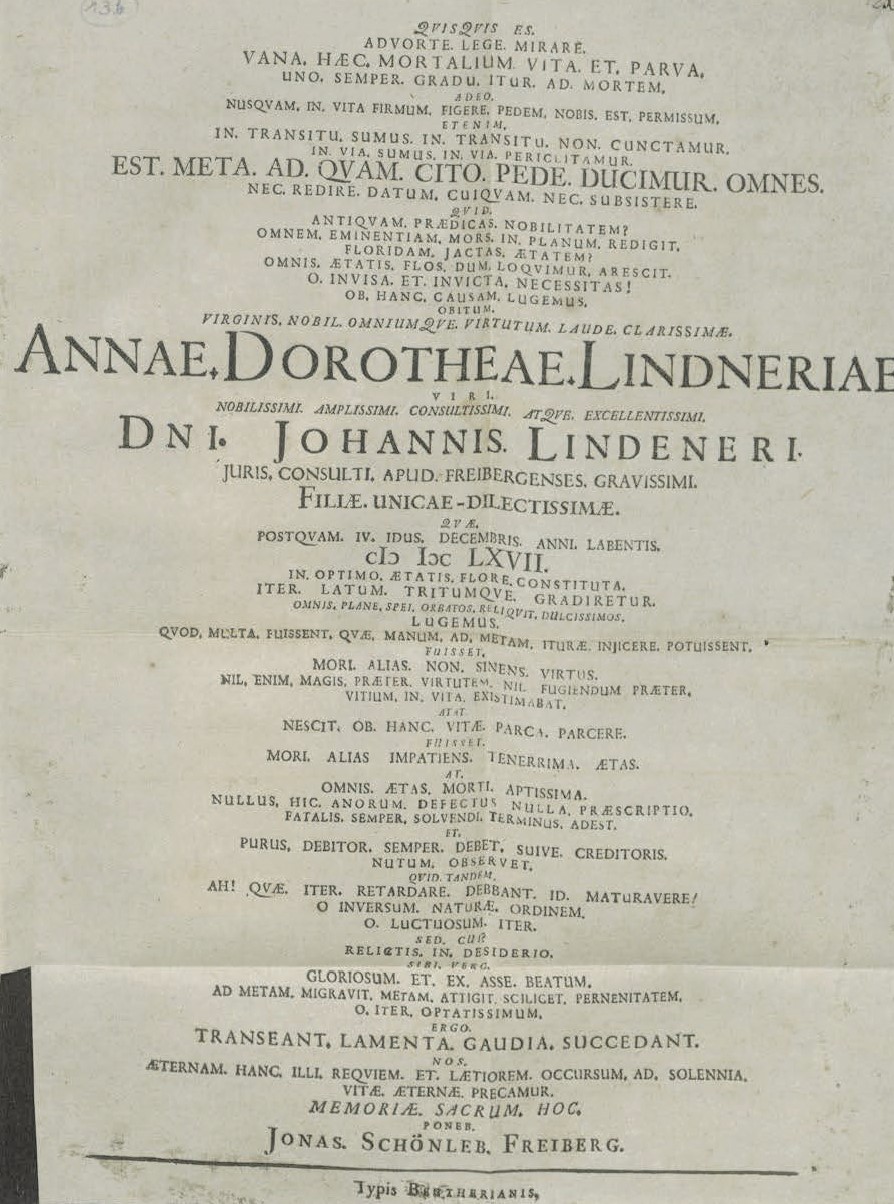 136
QVISQVIS ES.
ADVORTE. LEGE. MIRARE.
VANA. HÆC. MORTALIUM. VITA. ET. PARVA,
UNO. SEMPER. GRADU. ITUR. AD. MORTEM,
ADEO.
NUSQVAM. IN. VITA FIRMUM. FIGERE. PEDEM, NOBIS. EST. PERMISSUM,
ETENIM,
IN. TRANSITU. SUMUS. IN. TRANSITU. NON. CUNCTAMUR.
IN. VIA. SUMUS. IN. VIA. PERICLITAMUR.
EST. META. AD. QVAM. CITO. PEDE. DUCIMUR. OMNES.
NEC. REDIRE. DATUM. CUIQVAM. NEC. SUBSISTERE.
QVID.
ANTIQVAM. PRÆDICAS. NOBILITATEM?
OMNEM. EMINENTIAM. MORS. IN. PLANUM. REDIGIT.
FLORIDAM. JACTAS. ÆTATEM?
OMNIS. ÆTATIS. FLOS. DUM. LOQVIMUR, ARESCIT.
O. INVISA. ET. INVICTA. NECESSITAS!
OB. HANC. CAUSAM. LUGEMUS.
OBITUM.
VIRGINIS. NOBIL. OMNIUMQVE. VIRTUTUM. LAUDE. CLARISSIMÆ.
ANNAE. DOROTHEAE. LINDNERIAE
VIRI.
NOBILISSIMI. AMPLISSIMI. CONSULTISSIMI. ATQVE. EXCELLENTISSIMI.
DNI. JOHANNIS. LINDENERI.
JURIS. CONSULTI. APUD. FREIBERGENSES. GRAVISSIMI.
FILIÆ. UNICAE-DILECTISSIMÆ.
QVÆ.
POSTQVAM. IV. IDUS. DECEMBRIS. ANNI. LABENTIS.
cIↃ IↃc LXVII.
IN. OPTIMO. ÆTATIS. FLORE. CONSTITUTA.
ITER. LATUM. TRITUMQVE. GRADIRETUR.
OMNIS. PLANE. SPEI. ORBATOS. RELIQVIT. DULCISSIMOS.
LUGEMUS.
QVOD, MULTA. FUISSENT. QVÆ. MANUM. AD. METAM. ITURÆ. INJICERE. POTUISSENT.
FUISSET.
MORI. ALIAS. NON. SINENS. VIRTUS.
NIL. ENIM. MAGIS. PRÆTER. VIRTUTEM. NIL FUGIENDUM PRÆTER.
VITIUM. IN. VITA. EXISTIMABAT.
ATAT.
NESCIT. OB. HANC. VITÆ. PARCA. PARCERE.
FUISSET.
MORI. ALIAS IMPATIENS. TENERRIMA. ÆTAS.
AT.
OMNIS. ÆTAS. MORTI. APTISSIMA.
NULLUS. HIC. ANORUM. DEFECTUS NULLA. PRÆSCRIPTIO.
FATALIS. SEMPER. SOLVENDI. TERMINUS. ADEST.
ET.
PURUS. DEBITOR. SEMPER. DEBET. SUIVE. CREDITORIS.
NUTUM. OBSERVET.
QVID. TANDEM.
AH! QVÆ. ITER. RETARDARE. DEBBANT. ID. MATURAVERE!
O INVERSUM. NATURÆ. ORDINEM.
O. LUCTUOSUM. ITER.
SED. CUI?
RELICTIS. IN. DESIDERIO.
SIBI. VERO.
GLORIOSUM. ET. EX. ASSE. BEATUM.
AD METAM. MIGRAVIT. METAM. ATTIGIT. SCILICET. PERNENITATEM.
O. ITER. OPTATISSIMUM.
ERGO.
TRANSEANT. LAMENTA. GAUDIA. SUCCEDANT.
NOS.
ÆTERNAM. HANC. ILLI. REQVIEM. ET. LÆTIOREM. OCCURSUM. AD. SOLENNIA.
VITÆ. ÆTERNÆ. PRECAMUR.
MEMORIÆ. SACRUM. HOC.
PONEB.
JONAS. SCHÖNLEB. FREIBERG.
Typis BEUTHERIANIS,